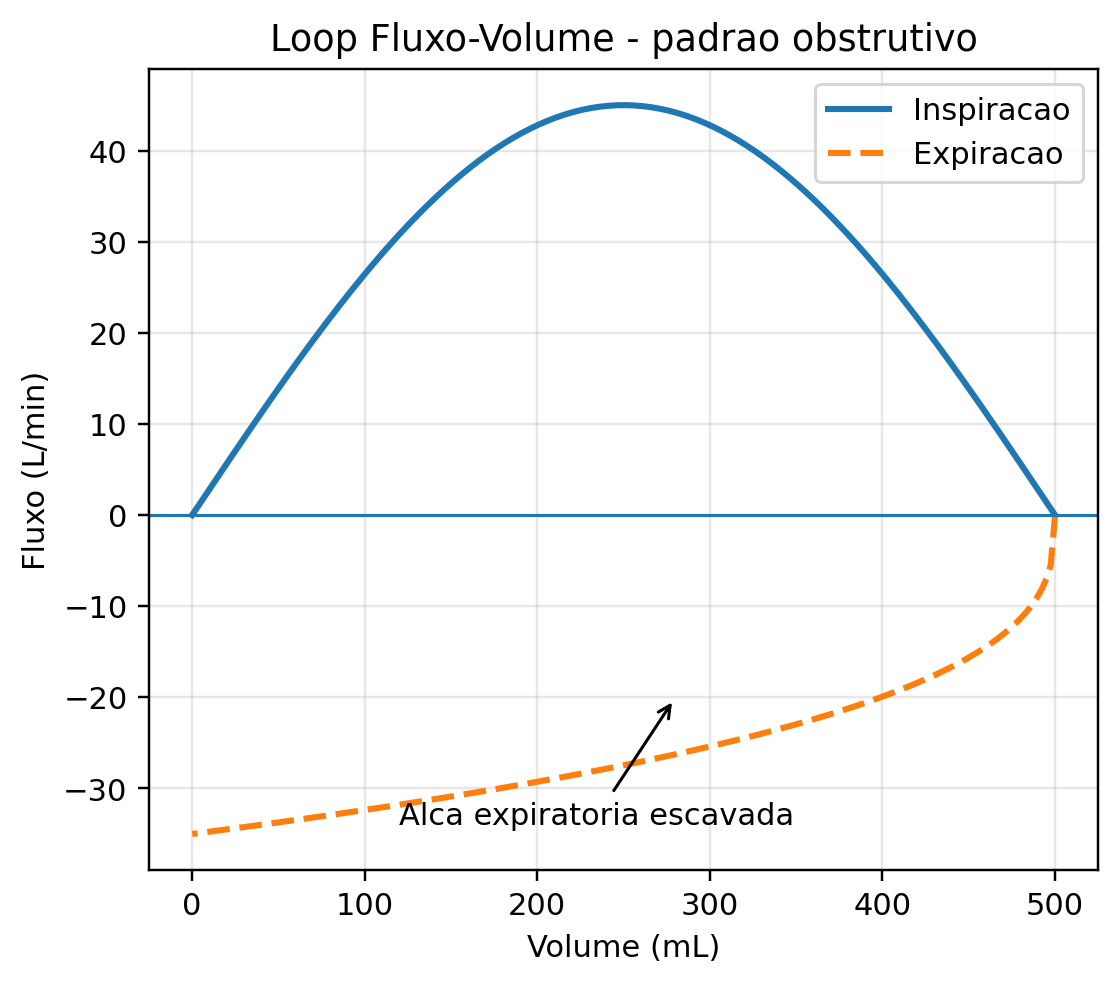 Loop Fluxo-Volume - padrao obstrutivo
Inspiracao
Expiracao
Fluxo (L/min)
40
30
20
10
0
−10
−20
−30
Alca expiratoria escavada
0 100 200 300 400 500
Volume (mL)